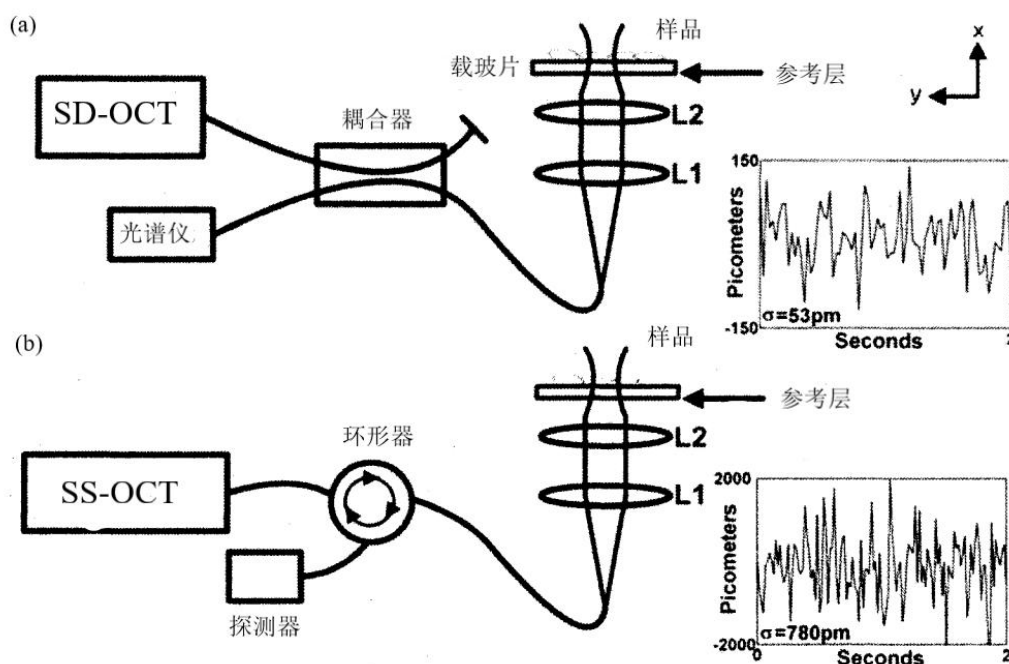 (a)
样品
x
载玻片
参考层
y
SD-OCT
耦合器
L2
L1
光谱仪
150
Picometers
-150
σ=53pm
Seconds
2
(b)
样品
参考层
环形器
L2
SS-OCT
L1
探测器
2000
Picometers
-2000
σ=780pm
0
Seconds
2